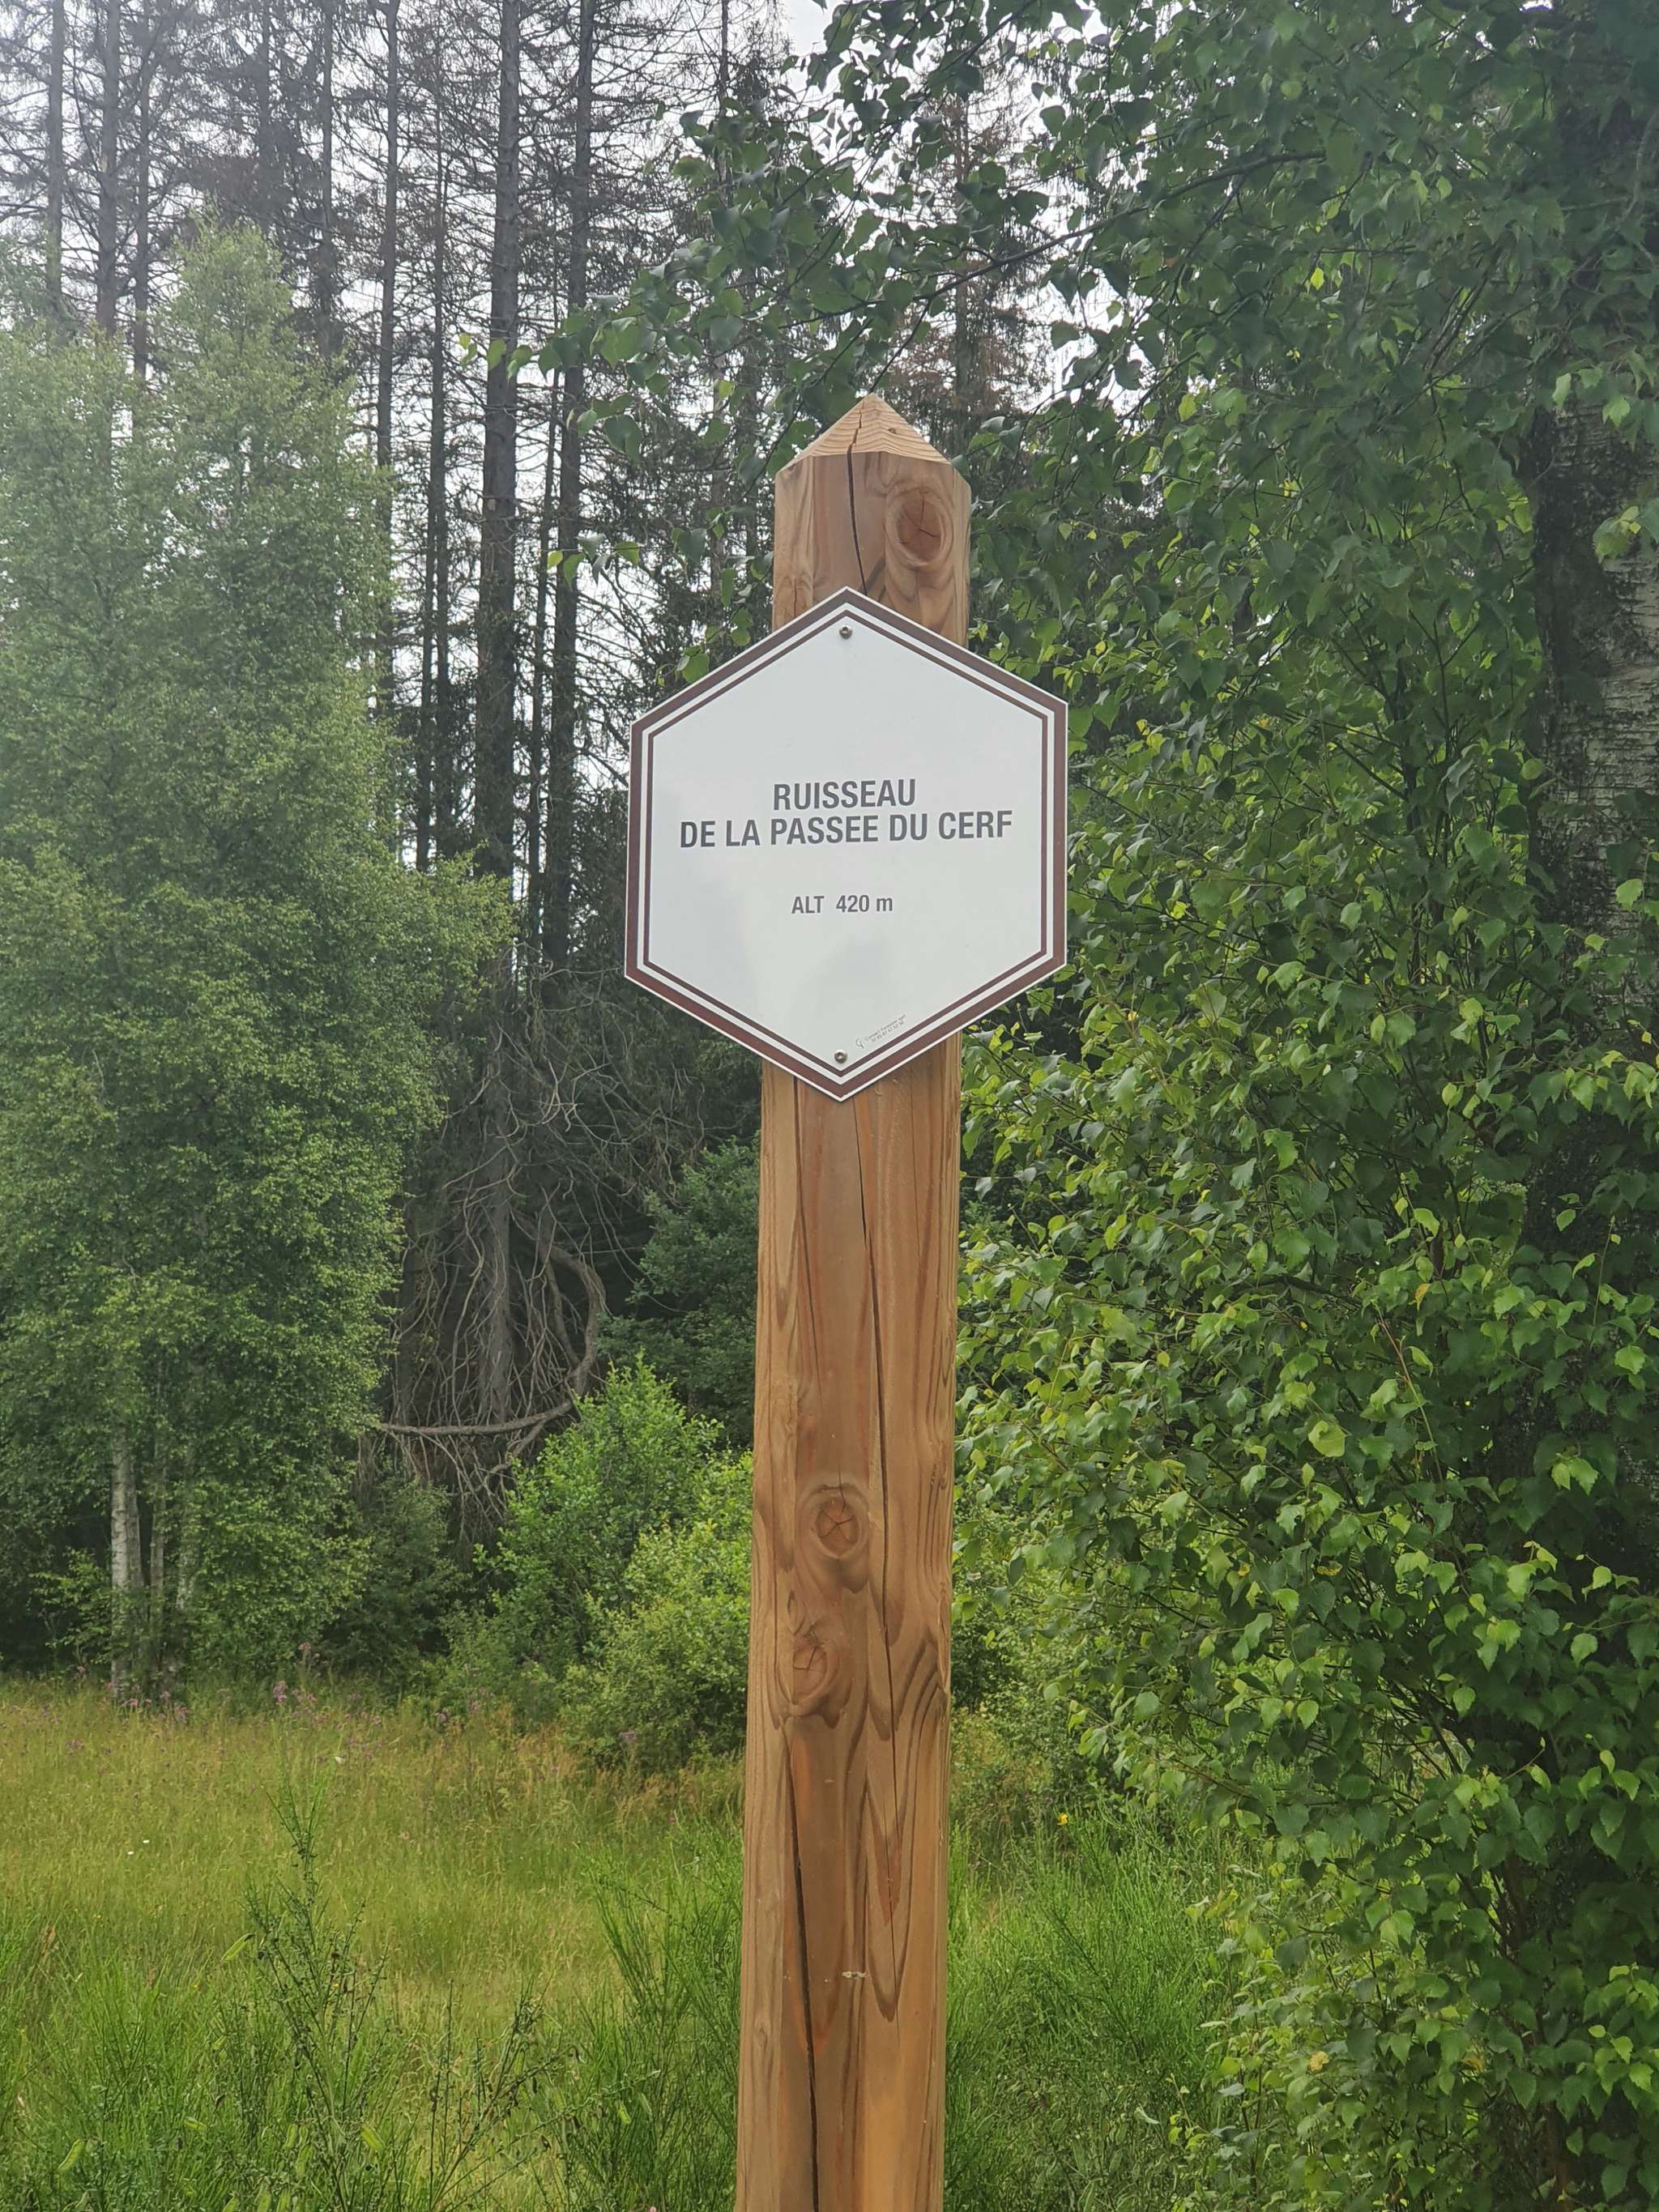 RUISSEAU
DE LA PASSEE DU CERF
ALT 420 m